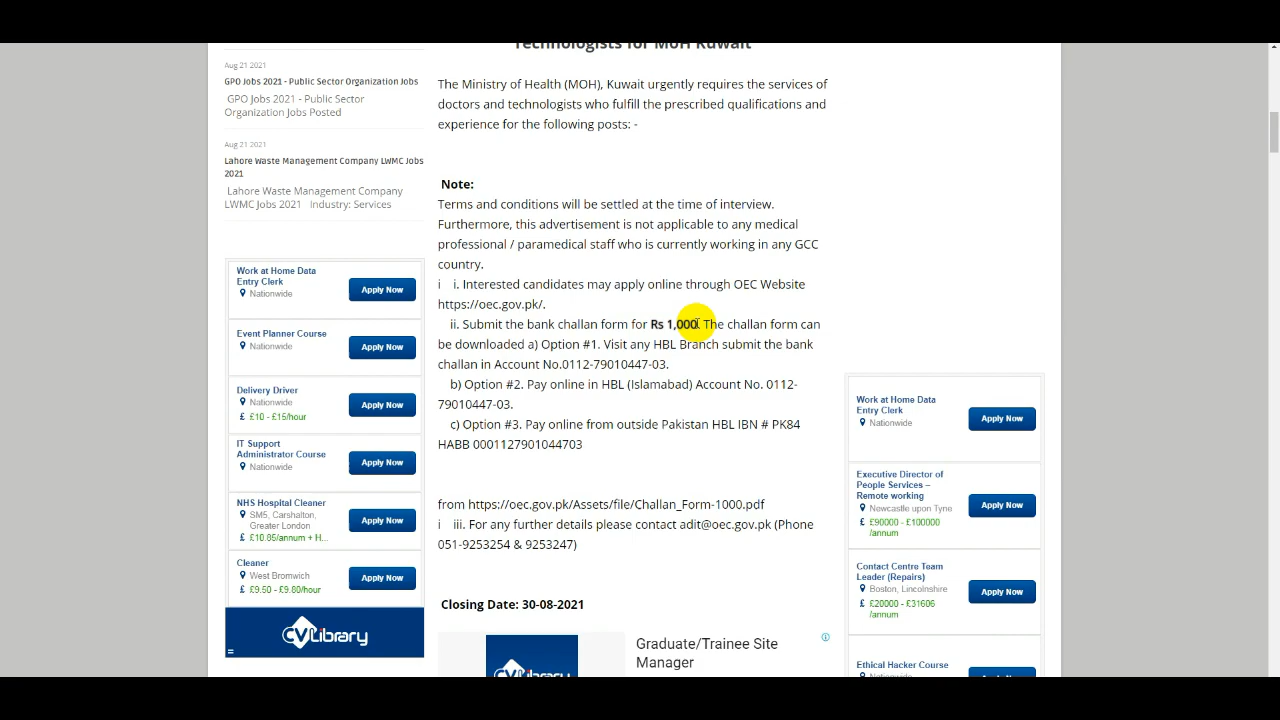 Technologists for MoH Kuwait
Aug 21 2021
GPO Jobs 2021 - Public Sector Organization Jobs
GPO Jobs 2021 - Public Sector
Organization Jobs Posted
Aug 21 2021
Lahore Waste Management Company LWMC Jobs
2021
Lahore Waste Management Company
LWMC Jobs 2021 Industry: Services
Work at Home Data
Entry Clerk
Nationwide
Apply Now
Event Planner Course
Nationwide
Apply Now
Delivery Driver
Nationwide
£ £10 - £15/hour
Apply Now
IT Support
Administrator Course
Nationwide
Apply Now
NHS Hospital Cleaner
SM5, Carshalton,
Greater London
£ £10.85/annum + H...
Apply Now
Cleaner
West Bromwich
£ £9.50 - £9.80/hour
Apply Now
CVLibrary
The Ministry of Health (MOH), Kuwait urgently requires the services of
doctors and technologists who fulfill the prescribed qualifications and
experience for the following posts: -
Note:
Terms and conditions will be settled at the time of interview.
Furthermore, this advertisement is not applicable to any medical
professional / paramedical staff who is currently working in any GCC
country.
i i. Interested candidates may apply online through OEC Website
https://oec.gov.pk/.
ii. Submit the bank challan form for Rs 1,000. The challan form can
be downloaded a) Option #1. Visit any HBL Branch submit the bank
challan in Account No.0112-79010447-03.
b) Option #2. Pay online in HBL (Islamabad) Account No. 0112-
79010447-03.
c) Option #3. Pay online from outside Pakistan HBL IBN # PK84
HABB 0001127901044703
from https://oec.gov.pk/Assets/file/Challan_Form-1000.pdf
i iii. For any further details please contact adit@oec.gov.pk (Phone
051-9253254 & 9253247)
Closing Date: 30-08-2021
Graduate/Trainee Site
Manager
Work at Home Data
Entry Clerk
Nationwide
Apply Now
Executive Director of
People Services –
Remote working
Newcastle upon Tyne
£ £90000 - £100000
/annum
Apply Now
Contact Centre Team
Leader (Repairs)
Boston, Lincolnshire
£ £20000 - £31606
/annum
Apply Now
Ethical Hacker Course